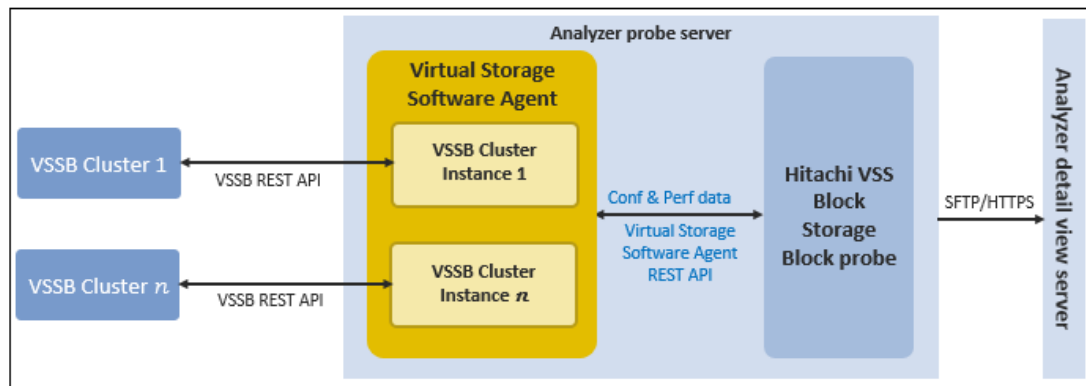 Analyzer probe server
Virtual Storage
Software Agent
VSSB Cluster 1
VSSB REST API
VSSB Cluster
Instance 1
Conf & Perf data
Virtual Storage
Software Agent
REST API
Hitachi VSS
Block
Storage
Block probe
SFTP/HTTPS
Analyzer detail view server
VSSB Cluster n
VSSB REST API
VSSB Cluster
Instance n